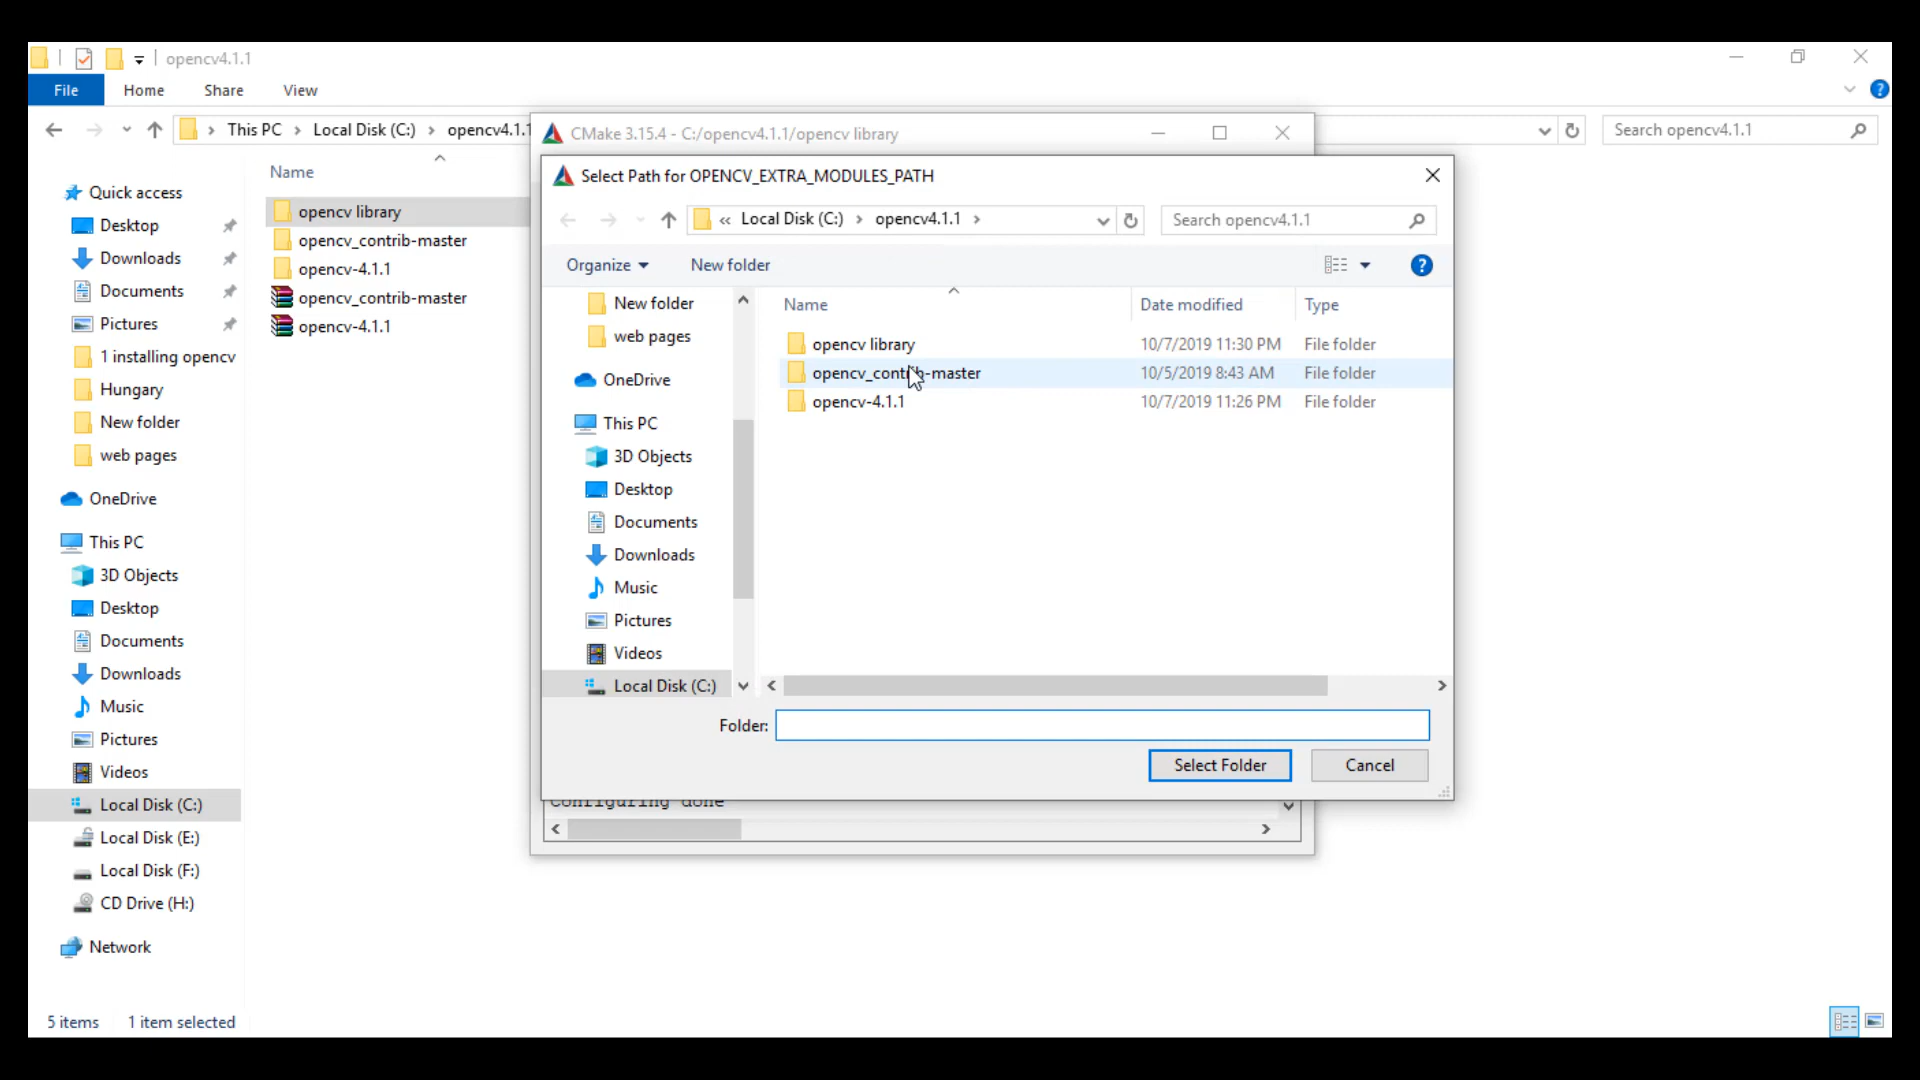 opencv4.1.1
File Home Share View
This PC Local Disk (C:) opencv4.1.1
Search opencv4.1.1
Quick access
Desktop
Downloads
Documents
Pictures
1 installing opencv
Hungary
New folder
web pages
OneDrive
This PC
3D Objects
Desktop
Documents
Downloads
Music
Pictures
Videos
Local Disk (C:)
Local Disk (E:)
Local Disk (F:)
CD Drive (H:)
Network
Name
opencv library
opencv_contrib-master
opencv-4.1.1
opencv_contrib-master
opencv-4.1.1
5 items 1 item selected
CMake 3.15.4 - C:/opencv4.1.1/opencv library
Select Path for OPENCV_EXTRA_MODULES_PATH
« Local Disk (C:) opencv4.1.1
Search opencv4.1.1
Organize New folder
New folder
web pages
OneDrive
This PC
3D Objects
Desktop
Documents
Downloads
Music
Pictures
Videos
Local Disk (C:)
Name Date modified Type
opencv library 10/7/2019 11:30 PM File folder
opencv_contrib-master 10/5/2019 8:43 AM File folder
opencv-4.1.1 10/7/2019 11:26 PM File folder
Folder:
Select Folder Cancel
Configuring done